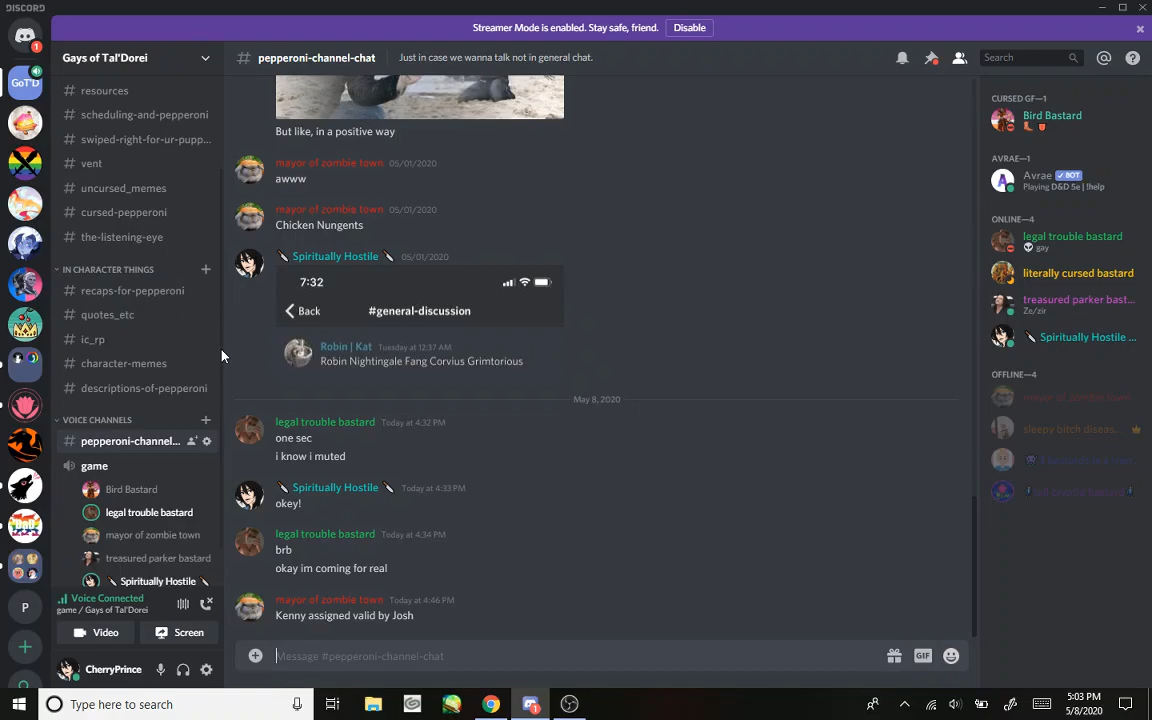 DISCORD
Streamer Mode is enabled. Stay safe, friend.
Disable
1
GoT'D
P
Gays of Tal'Dorei
# resources
# scheduling-and-pepperoni
# swiped-right-for-ur-pupp...
# vent
# uncursed_memes
# cursed-pepperoni
# the-listening-eye
IN CHARACTER THINGS
# recaps-for-pepperoni
# quotes_etc
# ic_rp
# character-memes
# descriptions-of-pepperoni
VOICE CHANNELS
# pepperoni-channel...
game
Bird Bastard
legal trouble bastard
mayor of zombie town
treasured parker bastard
Spiritually Hostile
Voice Connected
game / Gays of Tal'Dorei
Video
Screen
CherryPrince
# pepperoni-channel-chat
Just in case we wanna talk not in general chat.
Search
But like, in a positive way
mayor of zombie town 05/01/2020
awww
mayor of zombie town 05/01/2020
Chicken Nungents
Spiritually Hostile 05/01/2020
7:32
Back
#general-discussion
Robin | Kat Tuesday at 12:37 AM
Robin Nightingale Fang Corvius Grimtorious
May 8, 2020
legal trouble bastard Today at 4:32 PM
one sec
i know i muted
Spiritually Hostile Today at 4:33 PM
okey!
legal trouble bastard Today at 4:34 PM
brb
okay im coming for real
mayor of zombie town Today at 4:46 PM
Kenny assigned valid by Josh
Message #pepperoni-channel-chat
GIF
CURSED GF—1
Bird Bastard
AVRAE—1
Avrae BOT
Playing D&D 5e | !help
ONLINE—4
legal trouble bastard
gay
literally cursed bastard
treasured parker bast...
Ze/zir
Spiritually Hostile ...
OFFLINE—4
mayor of zombie town
sleepy bitch diseas...
Type here to search
1
5:03 PM
5/8/2020